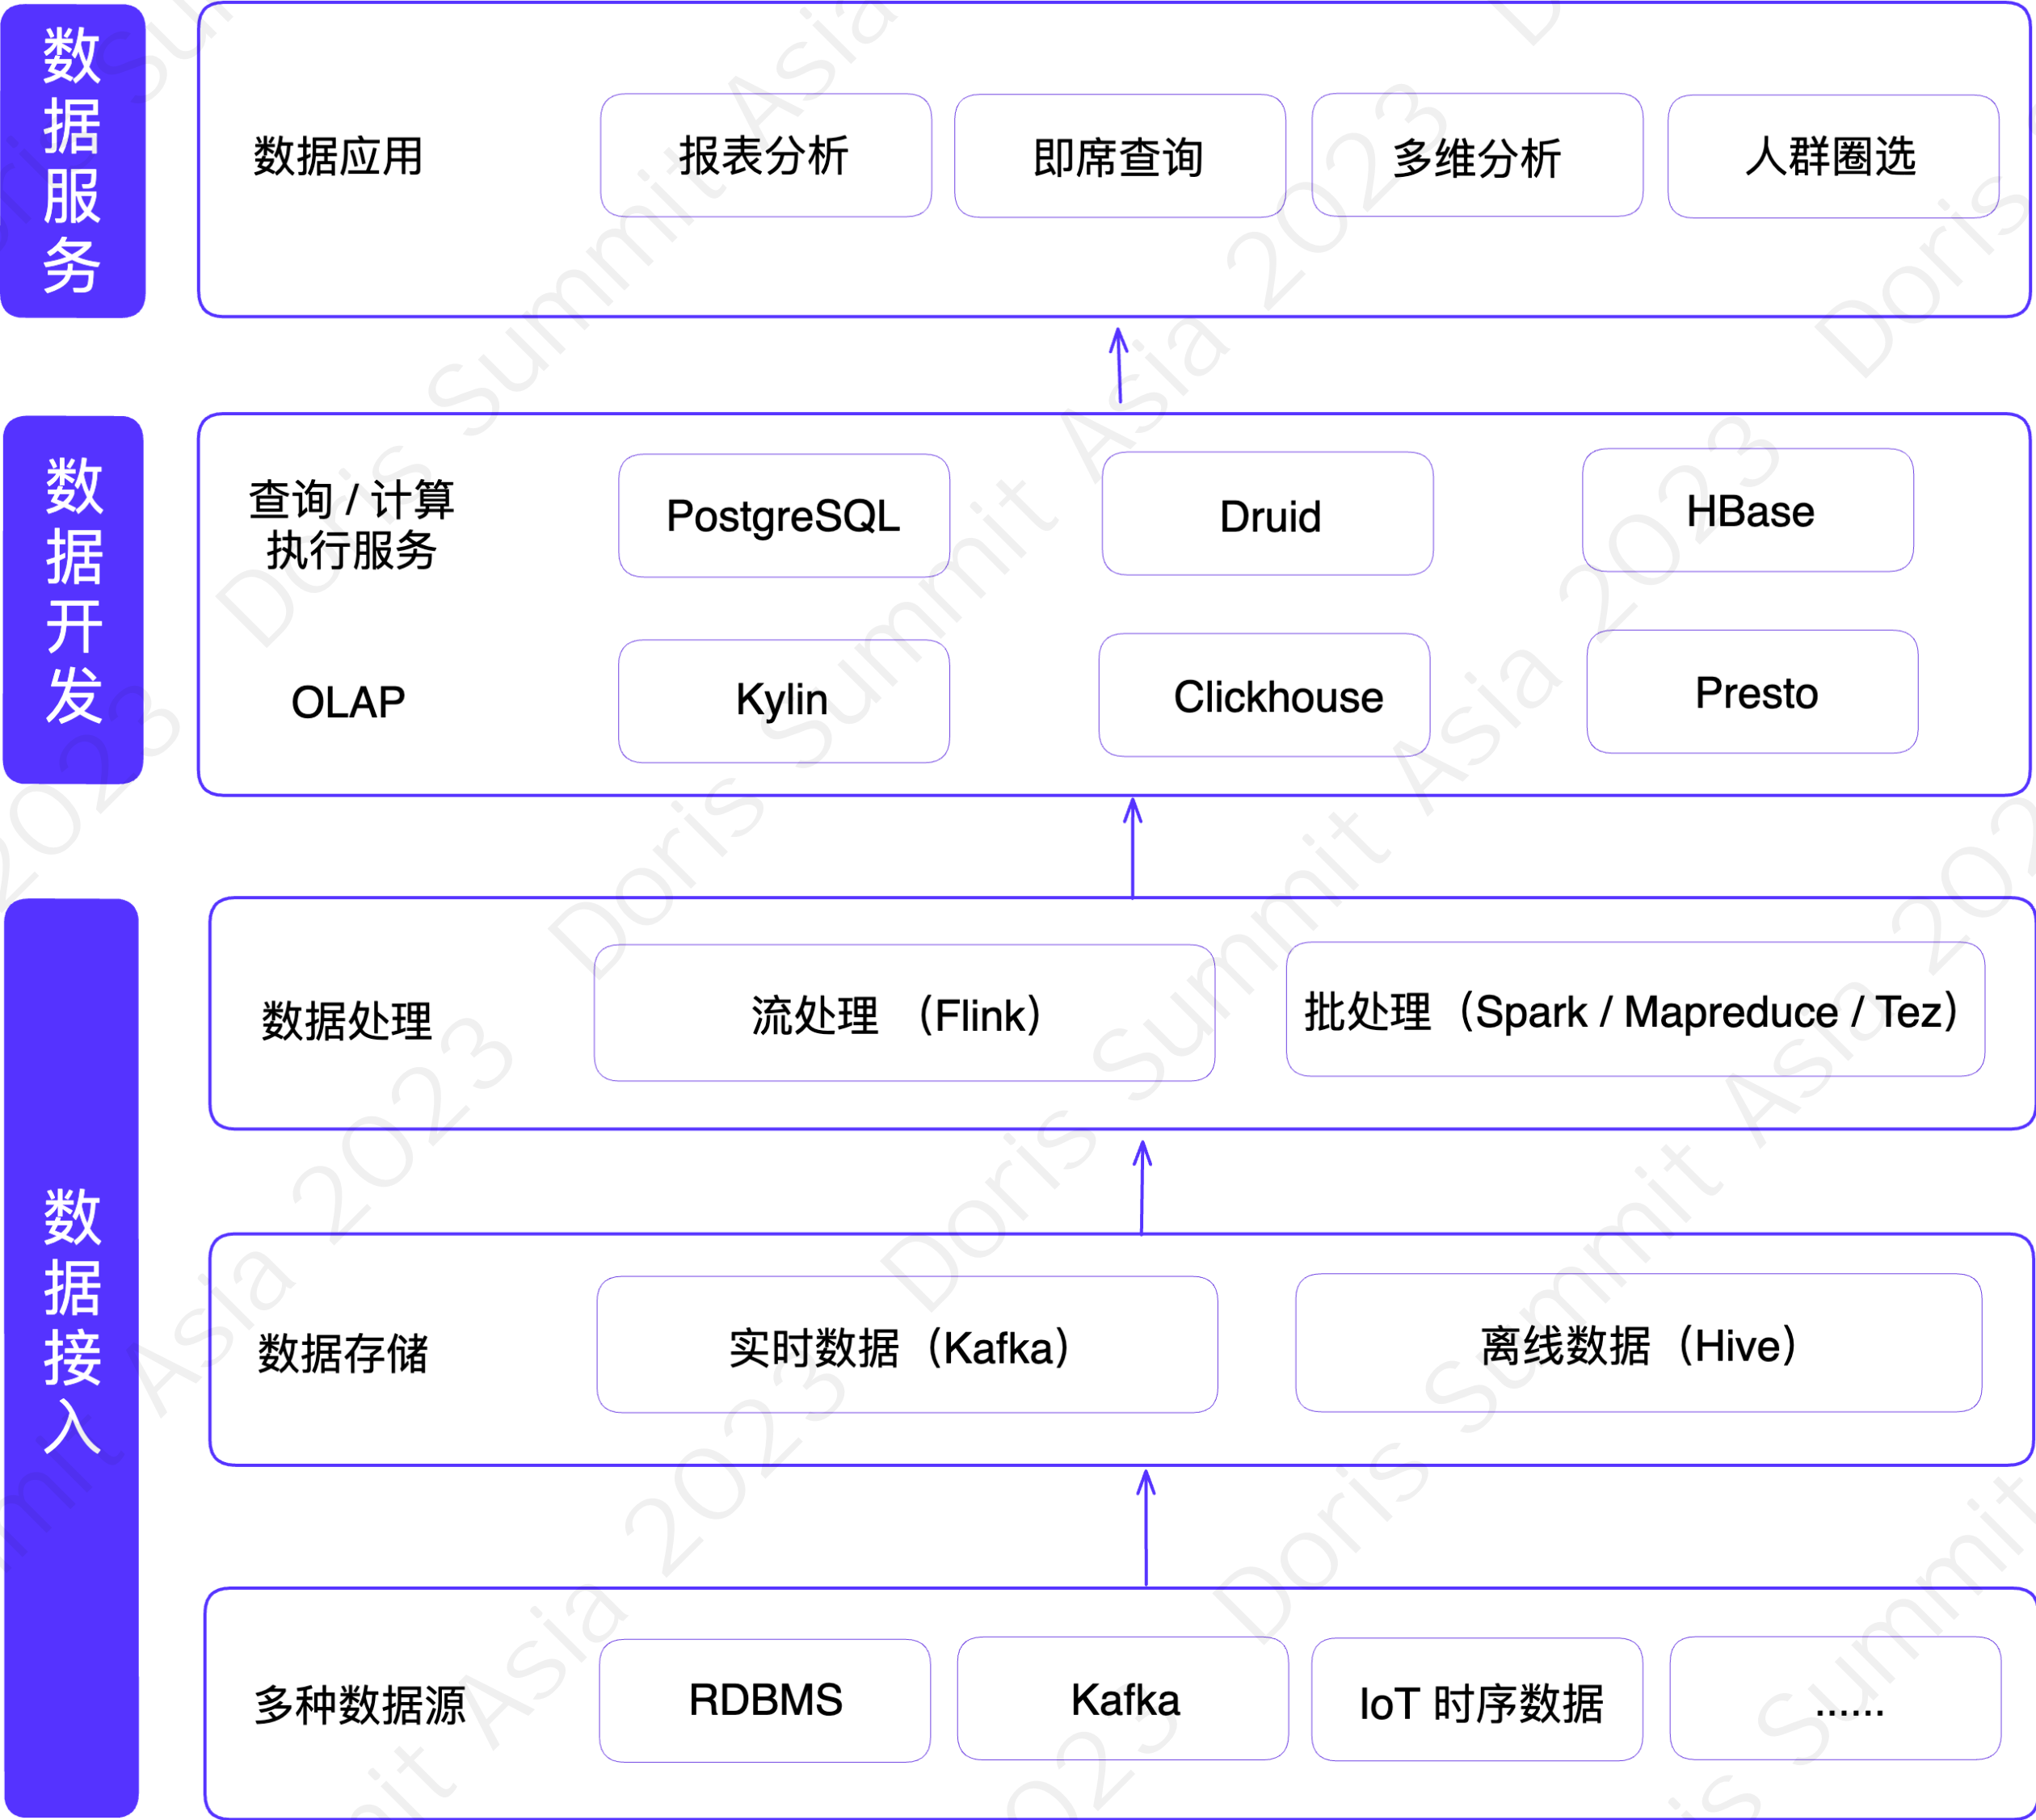 数据服务
数据应用
报表分析
即席查询
多维分析
人群圈选
数据开发
查询 / 计算
执行服务
PostgreSQL
Druid
HBase
OLAP
Kylin
Clickhouse
Presto
数据接入
数据处理
流处理 （Flink）
批处理（Spark / Mapreduce / Tez）
数据存储
实时数据（Kafka）
离线数据（Hive）
多种数据源
RDBMS
Kafka
IoT 时序数据
......
Doris Summit Asia 2023